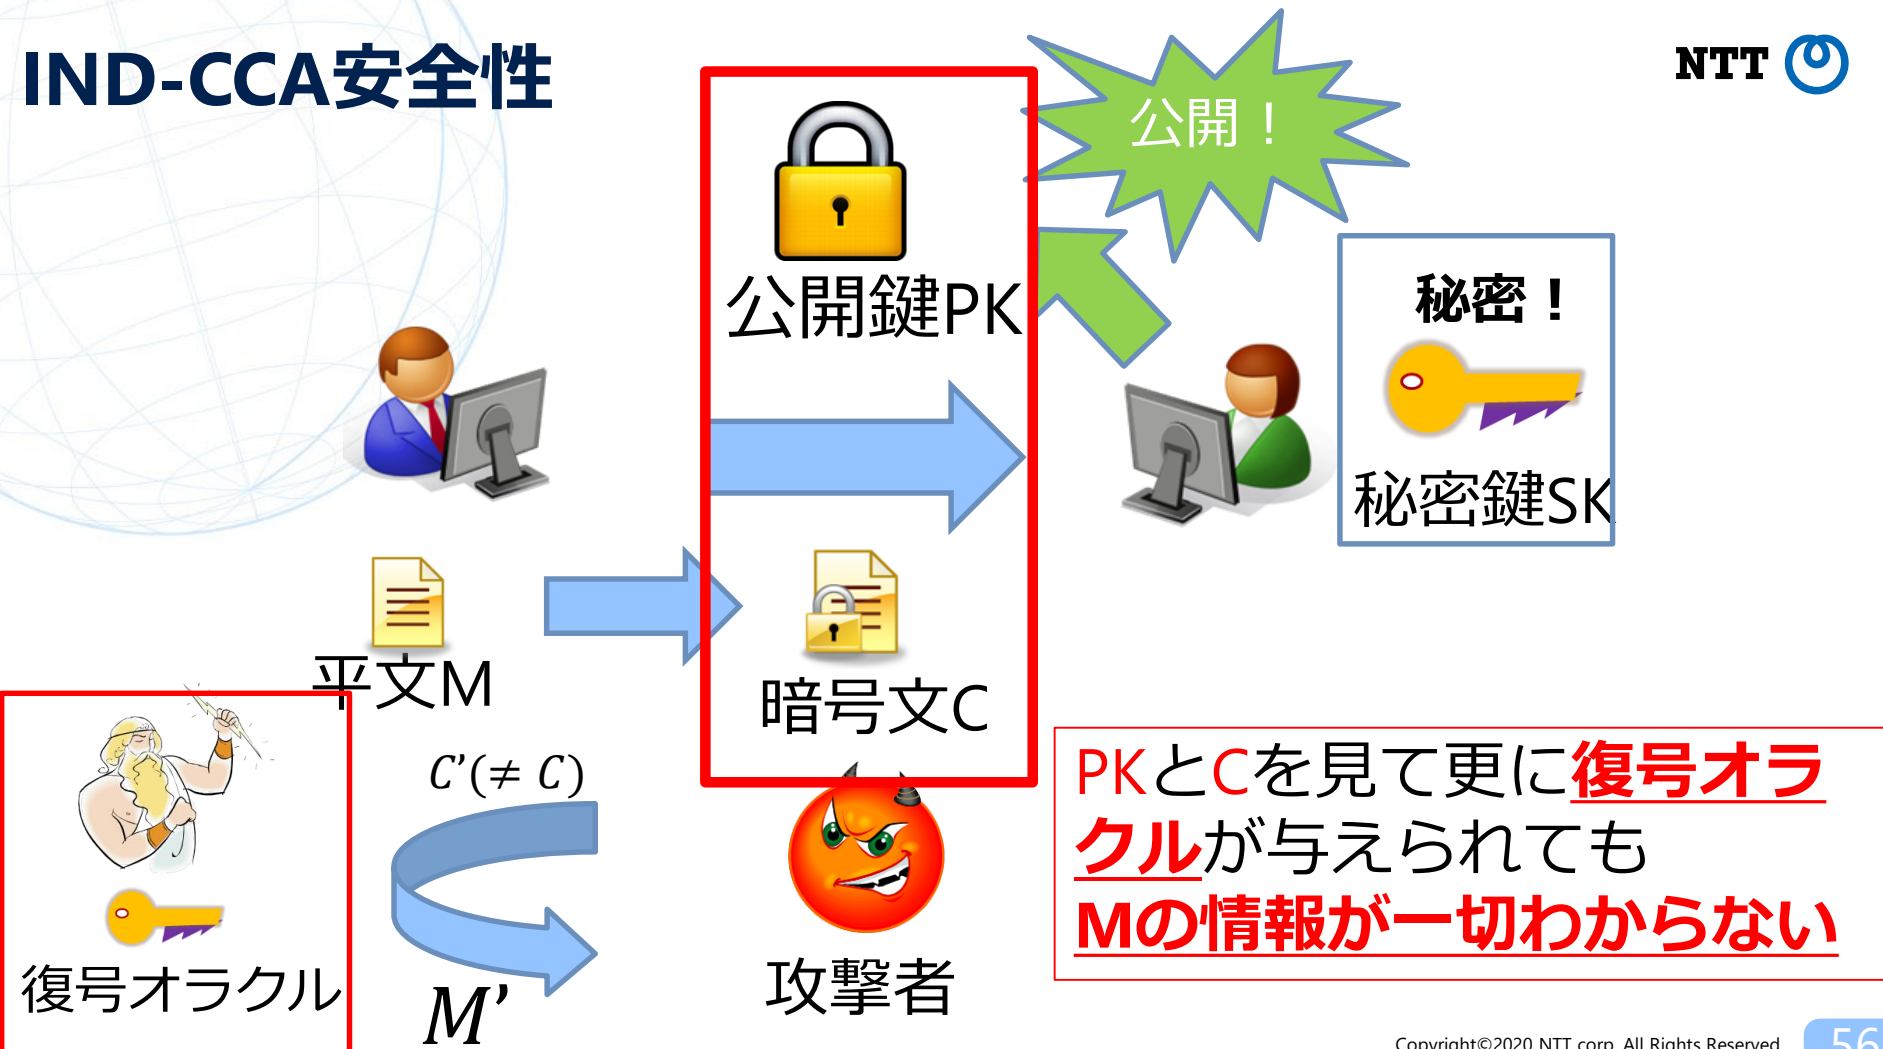 IND-CCA安全性
NTT
公開！
公開鍵PK
秘密！
秘密鍵SK
平文M
暗号文C
C’(≠ C)
M’
復号オラクル
攻撃者
PKとCを見て更に復号オラ
クルが与えられても
Mの情報が一切わからない
Copyright©2020 NTT corp. All Rights Reserved
56